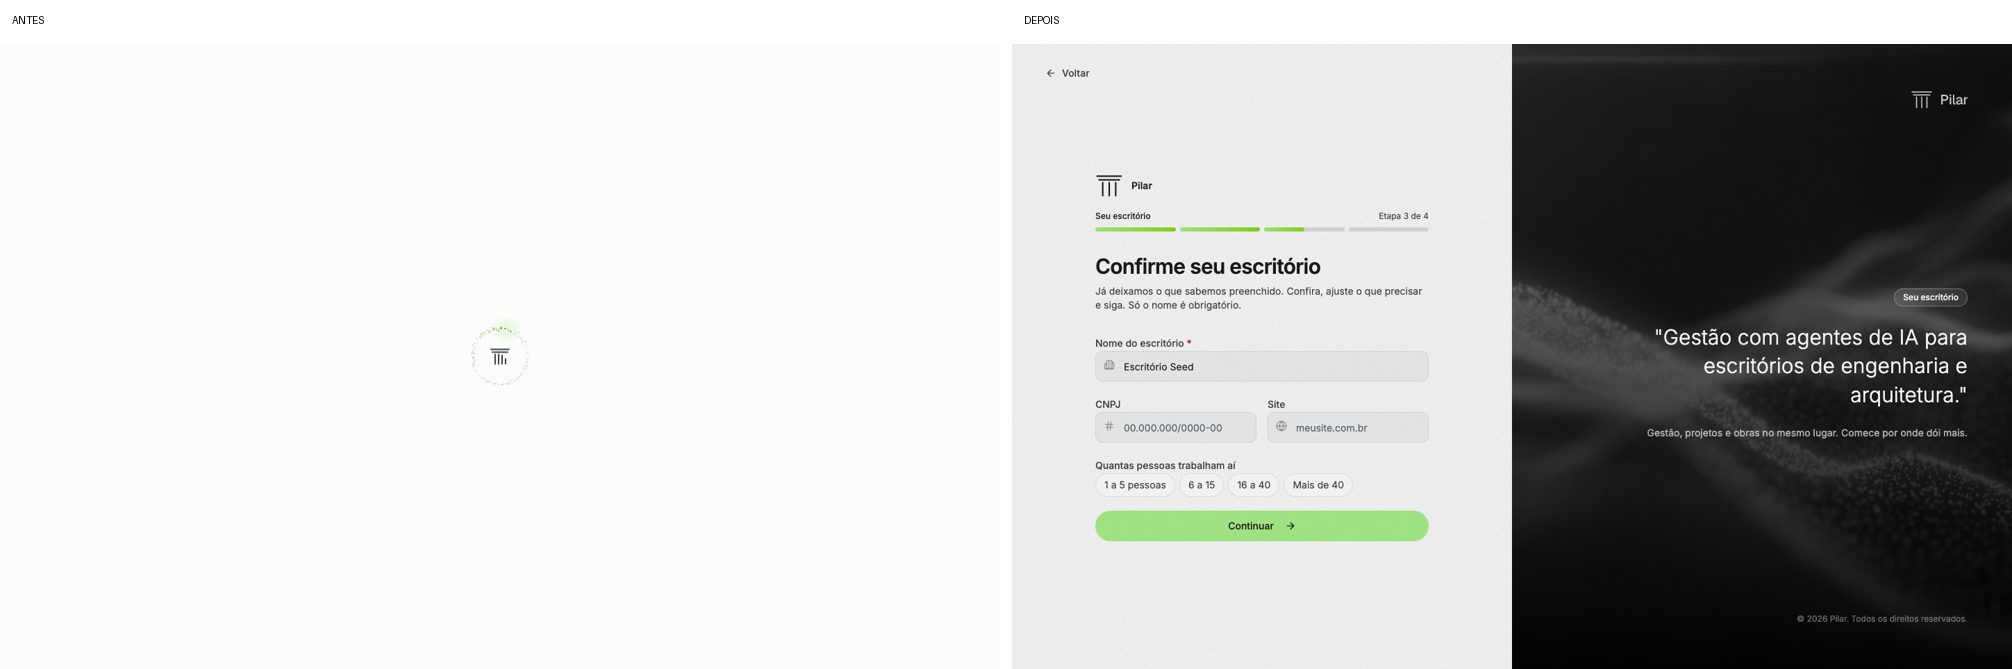 ANTES
DEPOIS
Voltar
Pilar
Seu escritório
Etapa 3 de 4
Confirme seu escritório
Já deixamos o que sabemos preenchido. Confira, ajuste o que precisar
e siga. Só o nome é obrigatório.
Nome do escritório *
Escritório Seed
CNPJ
Site
00.000.000/0000-00
meusite.com.br
Quantas pessoas trabalham aí
1 a 5 pessoas
6 a 15
16 a 40
Mais de 40
Continuar
Pilar
Seu escritório
"Gestão com agentes de IA para
escritórios de engenharia e
arquitetura."
Gestão, projetos e obras no mesmo lugar. Comece por onde dói mais.
© 2026 Pilar. Todos os direitos reservados.